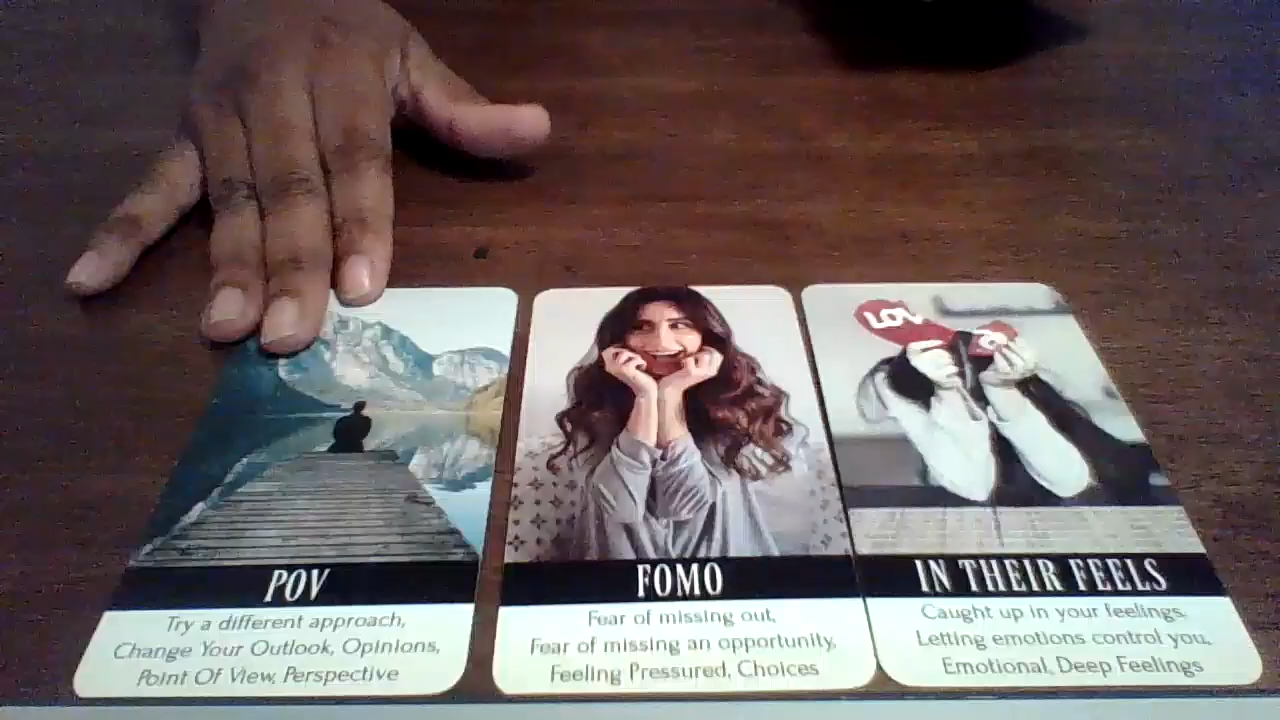 LOV
POV
Try a different approach,
Change Your Outlook, Opinions,
Point Of View, Perspective
FOMO
Fear of missing out,
Fear of missing an opportunity,
Feeling Pressured, Choices
IN THEIR FEELS
Caught up in your feelings.
Letting emotions control you,
Emotional, Deep Feelings